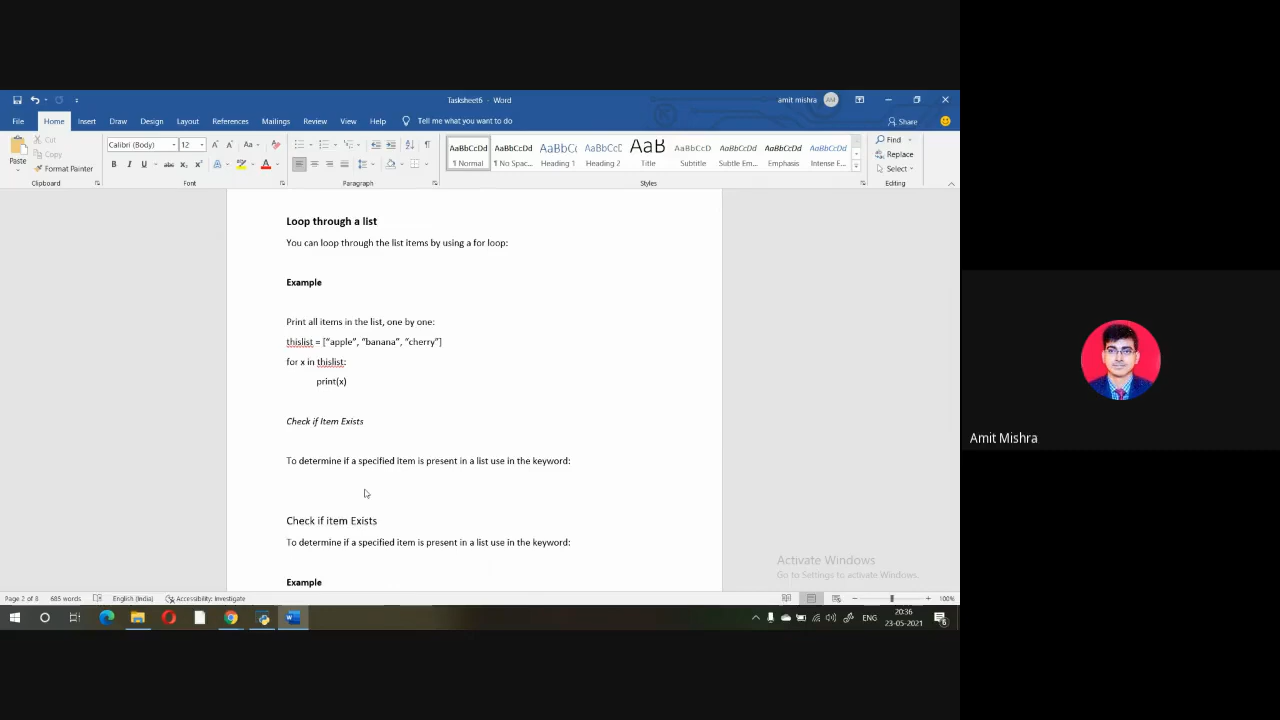 Tasksheet6 - Word
amit mishra
AM
File Home Insert Draw Design Layout References Mailings Review View Help Tell me what you want to do
Share
Paste
Cut
Copy
Format Painter
Calibri (Body) 12
AaBbCcDd AaBbCcDd AaBbC( AaBbCcC AaB AaBbCcD AaBbCcDd AaBbCcDd AaBbCcDd
¶ Normal ¶ No Spac... Heading 1 Heading 2 Title Subtitle Subtle Em... Emphasis Intense E...
Find
Replace
Select
Clipboard Font Paragraph Styles Editing
Loop through a list
You can loop through the list items by using a for loop:
Example
Print all items in the list, one by one:
thislist = [“apple”, “banana”, “cherry”]
for x in thislist:
print(x)
Check if Item Exists
To determine if a specified item is present in a list use in the keyword:
Check if item Exists
To determine if a specified item is present in a list use in the keyword:
Example
Activate Windows
Go to Settings to activate Windows.
Page 2 of 8 685 words English (India) Accessibility: Investigate 100%
ENG
20:36
23-05-2021
6
Amit Mishra